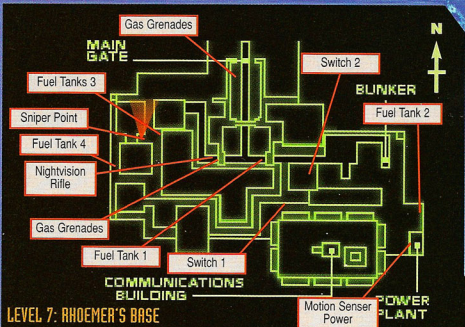 Gas Grenades
N
MAIN
GATE
Switch 2
Fuel Tanks 3
BUNKER
Sniper Point
Fuel Tank 2
Fuel Tank 4
Nightvision
Rifle
Gas Grenades
Fuel Tank 1
Switch 1
COMMUNICATIONS
BUILDING
Motion Senser
Power
POWER
PLANT
LEVEL 7: RHOEMER'S BASE